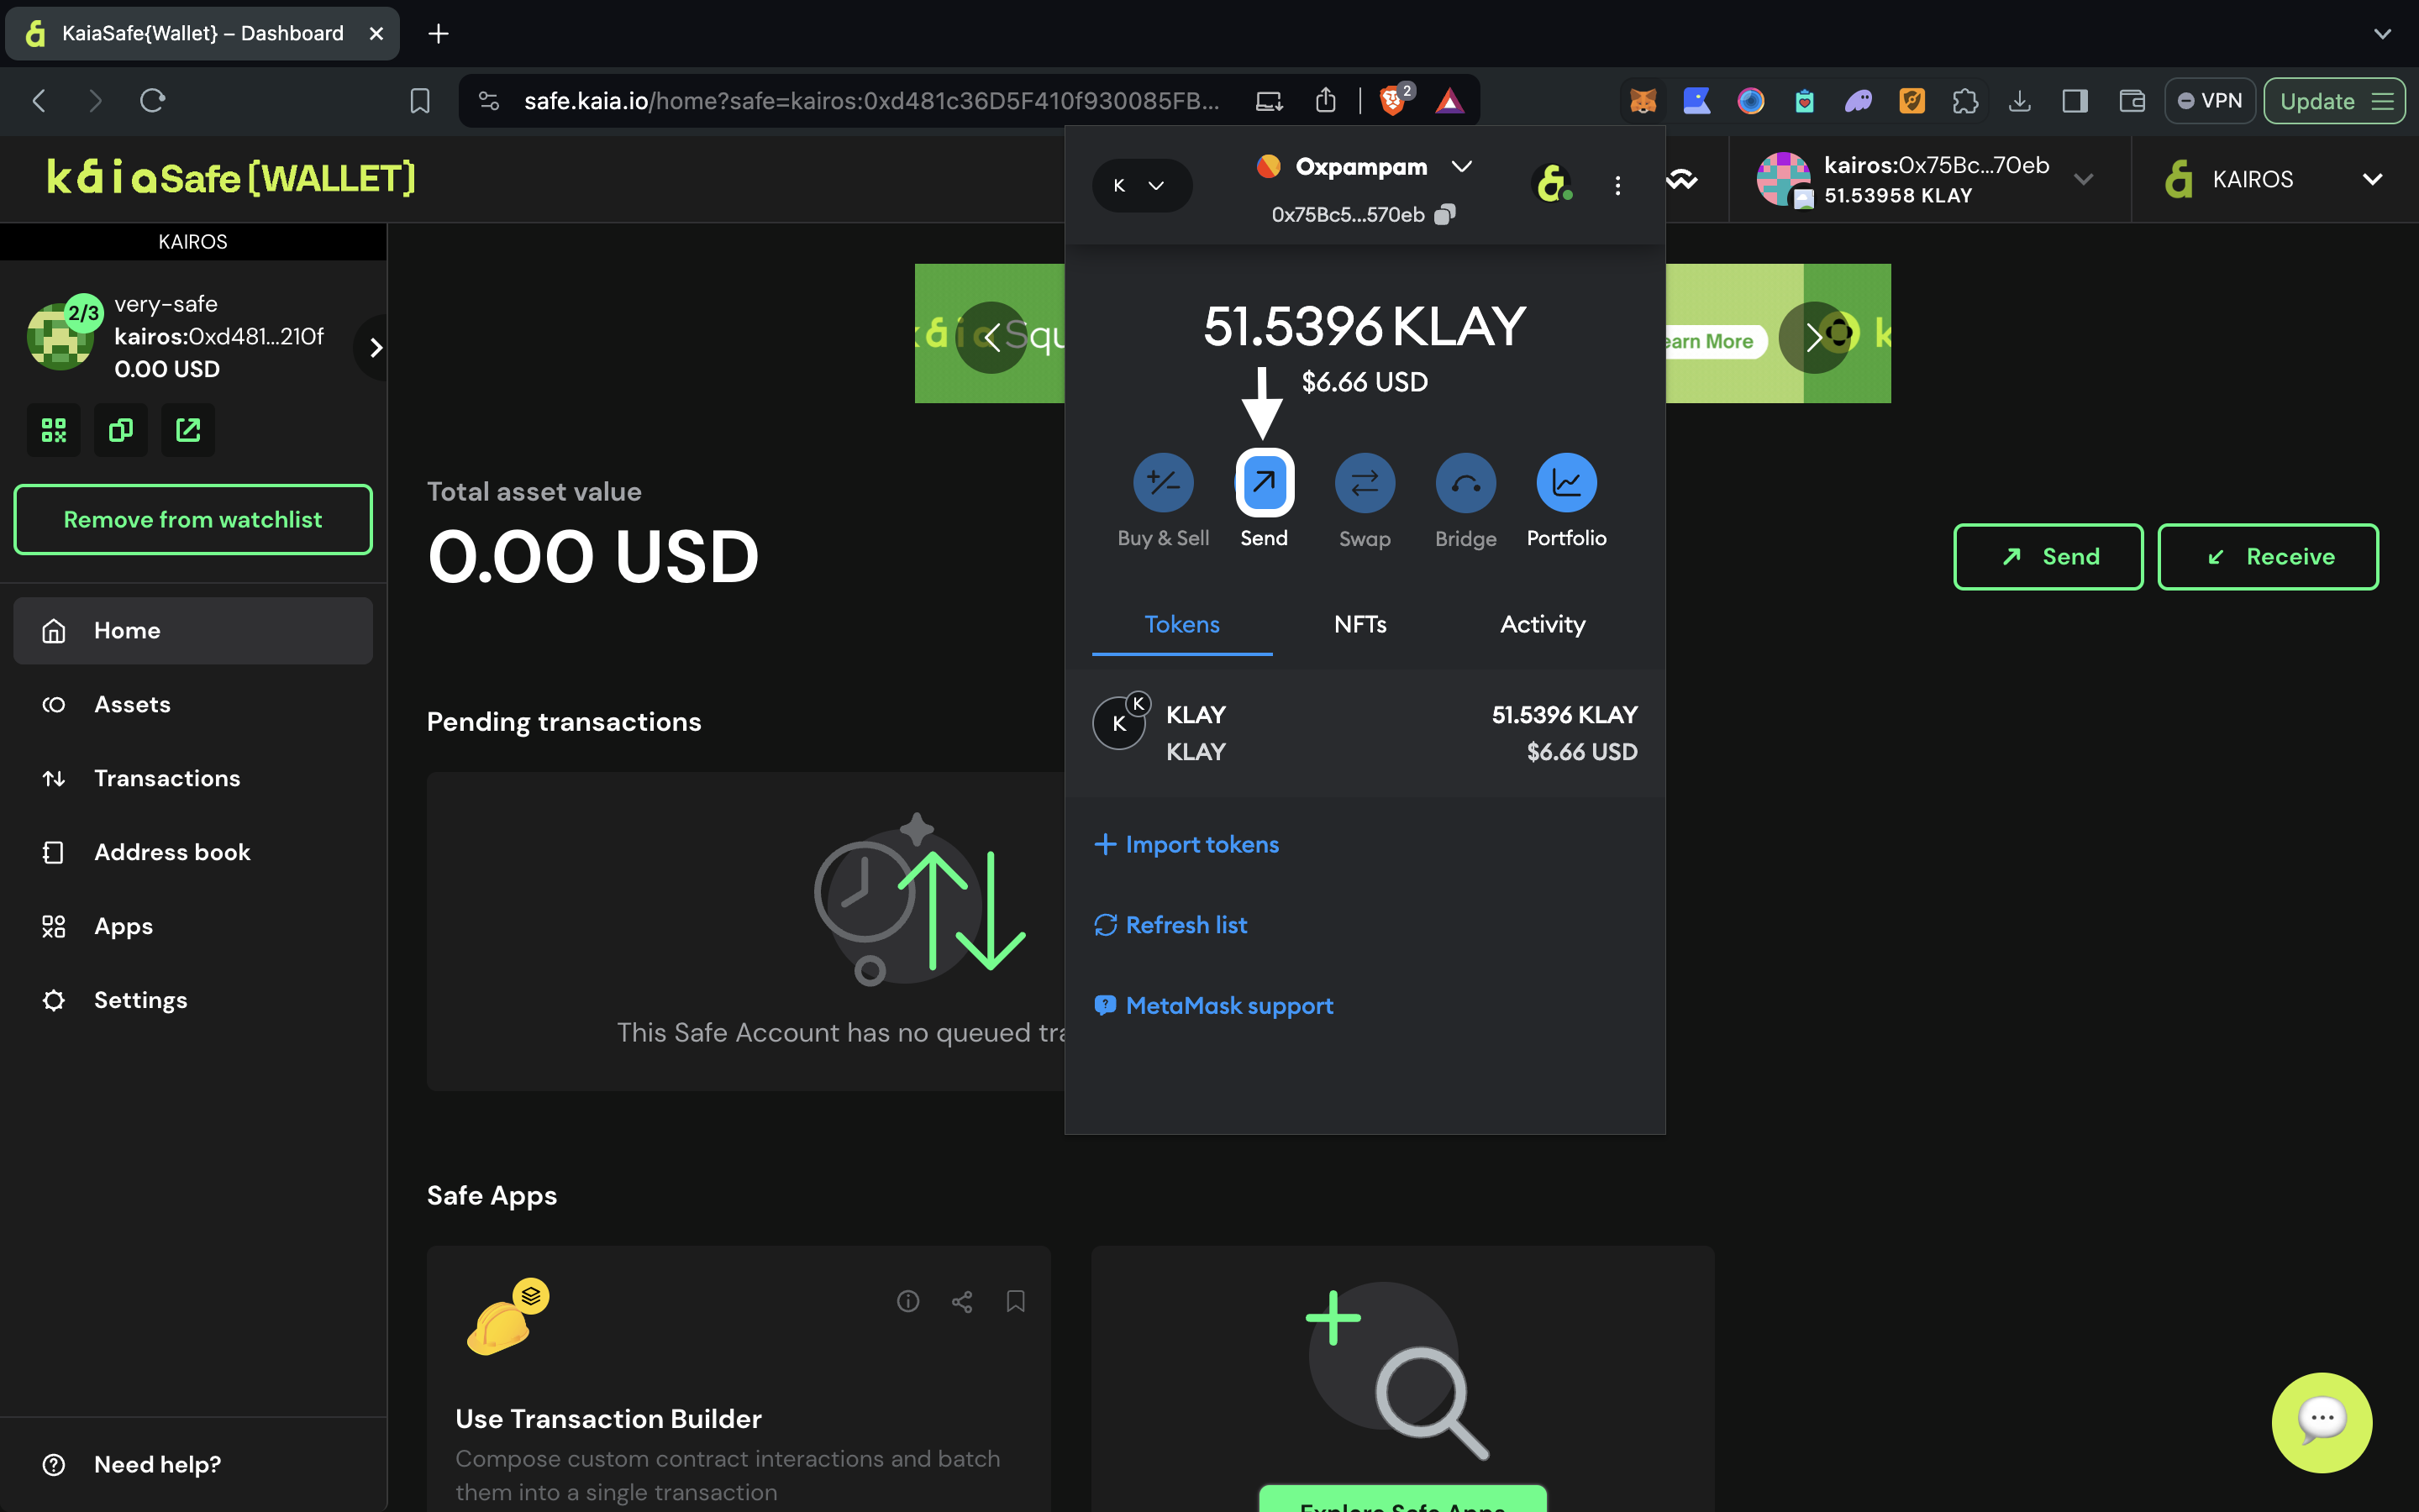 KaiaSafe{Wallet} – Dashboard
safe.kaia.io/home?safe=kairos:0xd481c36D5F410f930085FB...
2
VPN
Update
kaiaSafe[WALLET]
kairos:0x75Bc...70eb
51.53958 KLAY
KAIROS
KAIROS
2/3
very-safe
kairos:0xd481...210f
0.00 USD
Remove from watchlist
Home
Assets
Transactions
Address book
Apps
Settings
Need help?
Total asset value
0.00 USD
Send
Receive
Pending transactions
This Safe Account has no queued
Safe Apps
Use Transaction Builder
Compose custom contract interactions and batch
them into a single transaction
Explore Safe Apps
More
K
Oxpampam
0x75Bc5...570eb
51.5396 KLAY
$6.66 USD
Buy & Sell
Send
Swap
Bridge
Portfolio
Tokens
NFTs
Activity
K
K
KLAY
51.5396 KLAY
KLAY
$6.66 USD
Import tokens
Refresh list
MetaMask support